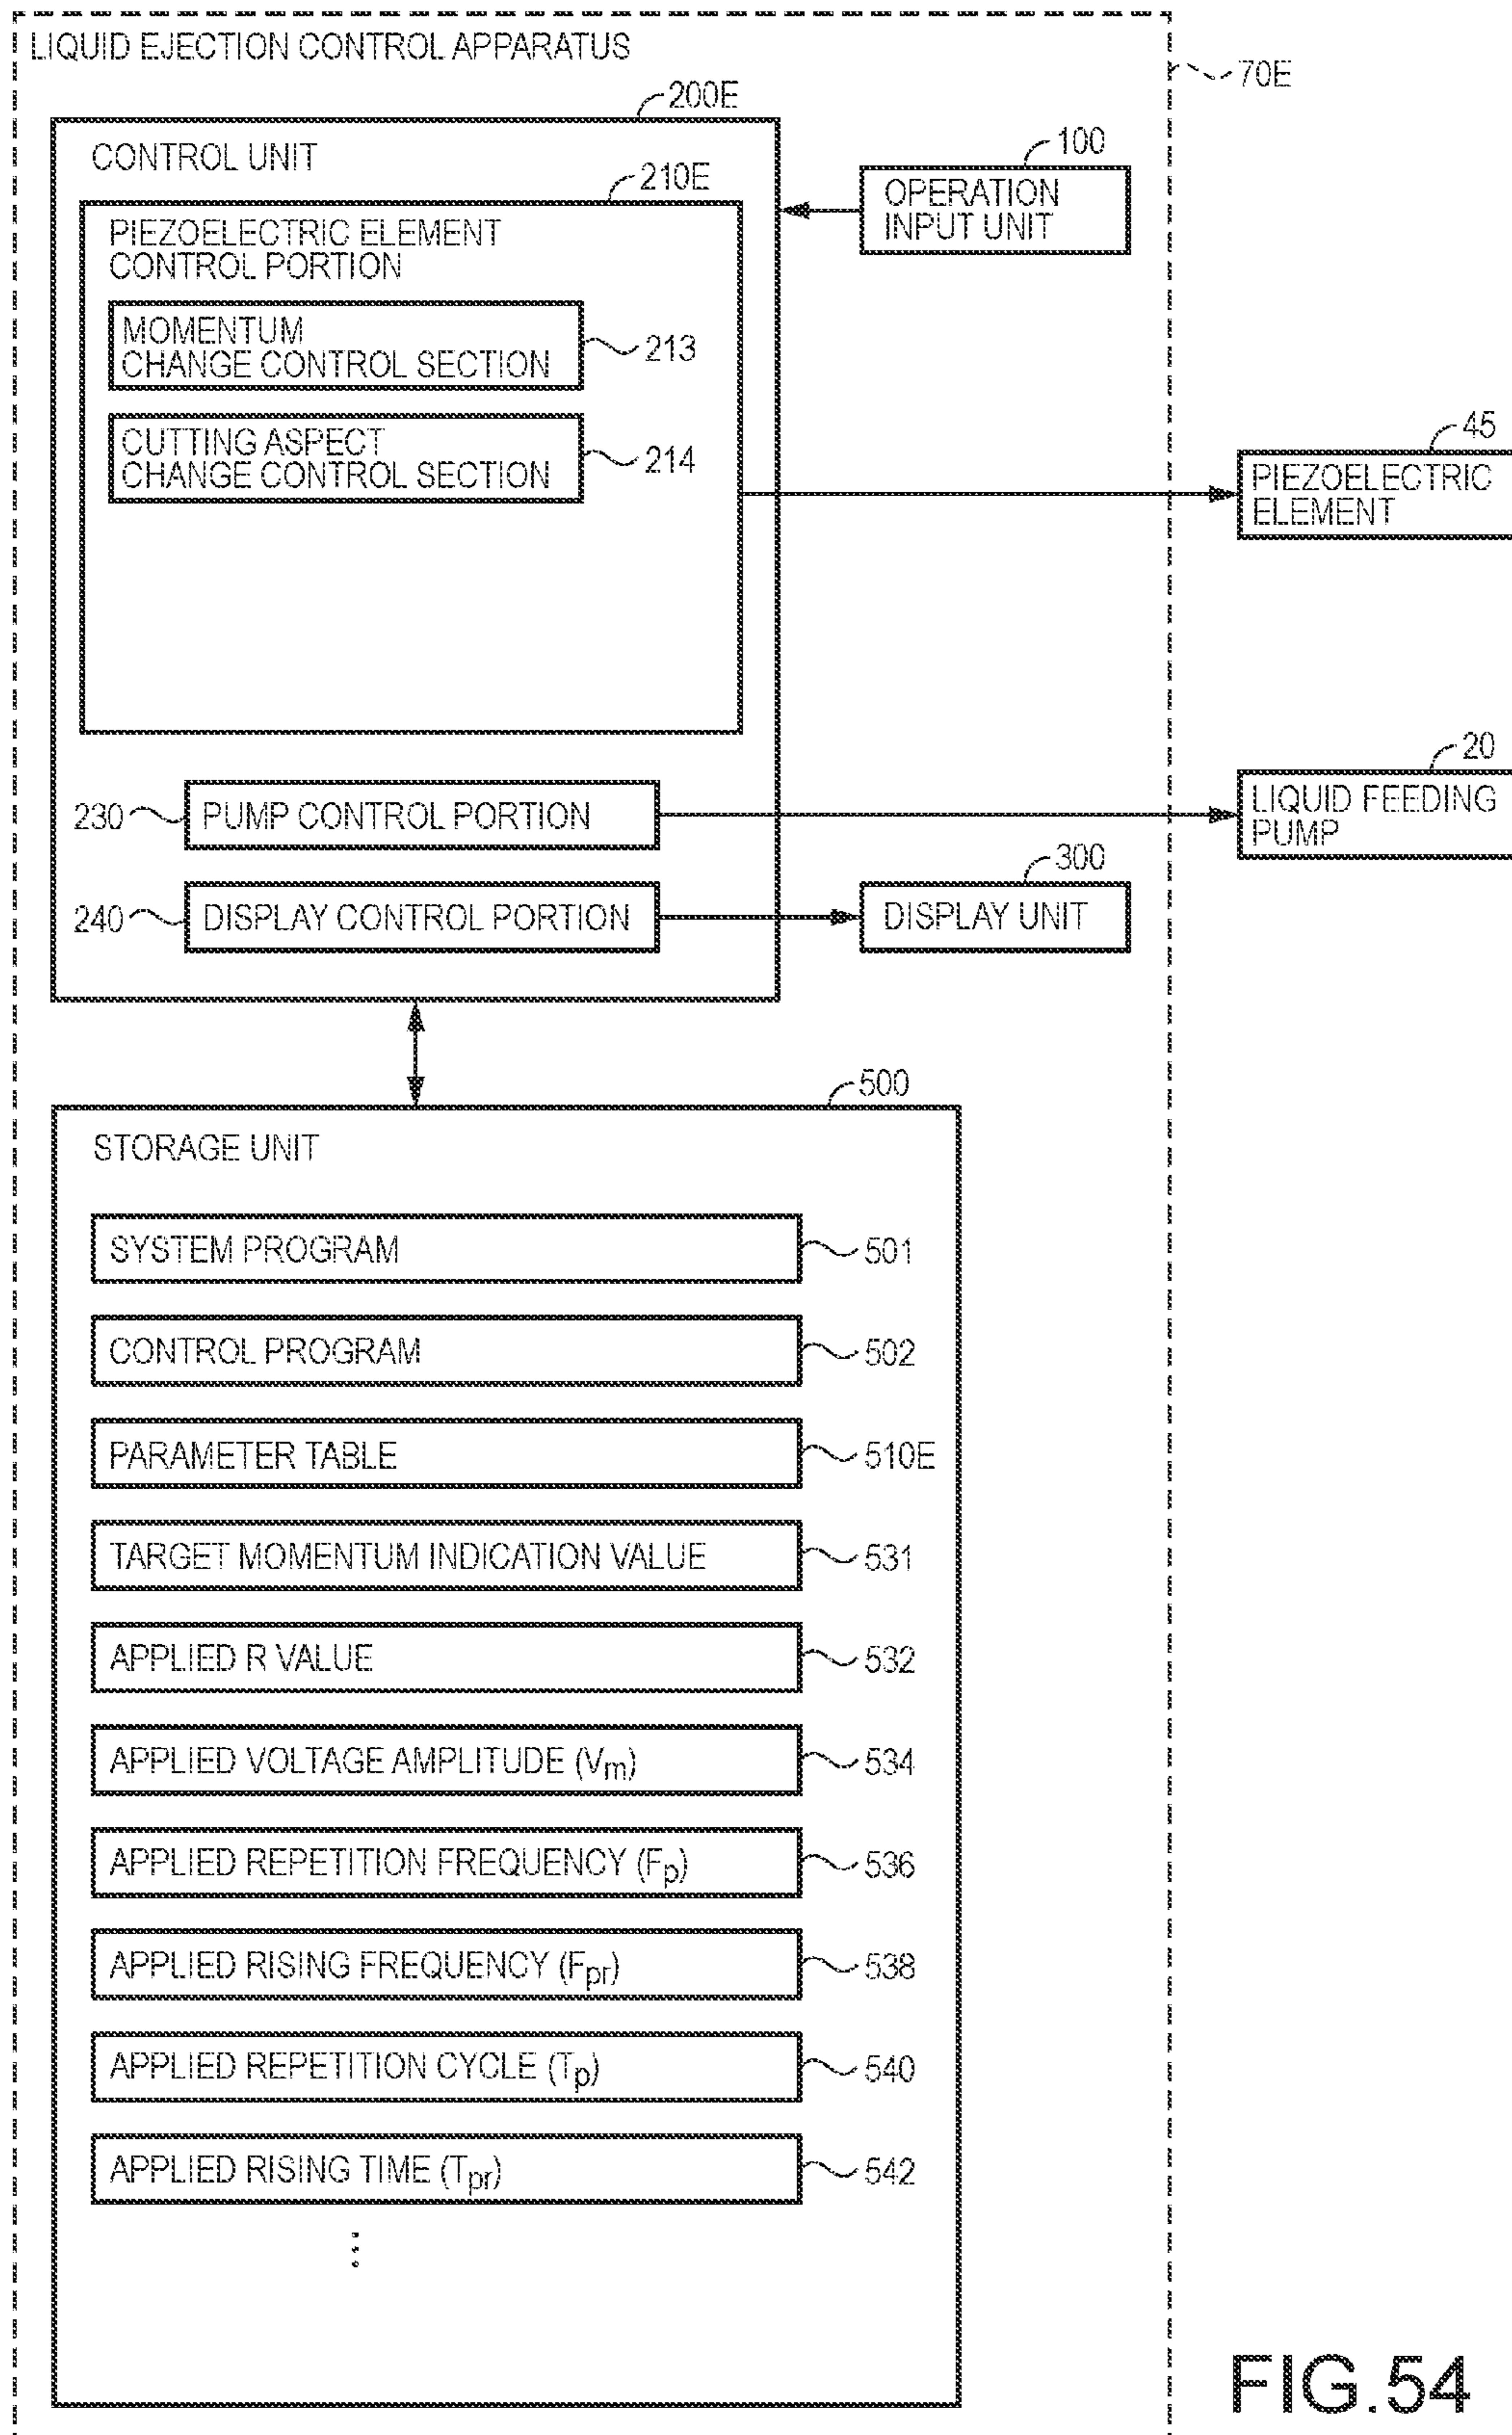 LIQUID EJECTION CONTROL APPARATUS
70E
200E
CONTROL UNIT
100
210E
OPERATION
INPUT UNIT
PIEZOELECTRIC ELEMENT
CONTROL PORTION
MOMENTUM
CHANGE CONTROL SECTION
213
CUTTING ASPECT
CHANGE CONTROL SECTION
214
45
PIEZOELECTRIC
ELEMENT
20
LIQUID FEEDING
PUMP
230
PUMP CONTROL PORTION
300
240
DISPLAY CONTROL PORTION
DISPLAY UNIT
500
STORAGE UNIT
SYSTEM PROGRAM
501
CONTROL PROGRAM
502
PARAMETER TABLE
510E
TARGET MOMENTUM INDICATION VALUE
531
APPLIED R VALUE
532
APPLIED VOLTAGE AMPLITUDE (Vm)
534
APPLIED REPETITION FREQUENCY (Fp)
536
APPLIED RISING FREQUENCY (Fpr)
538
APPLIED REPETITION CYCLE (Tp)
540
APPLIED RISING TIME (Tpr)
542
⋮
FIG.54